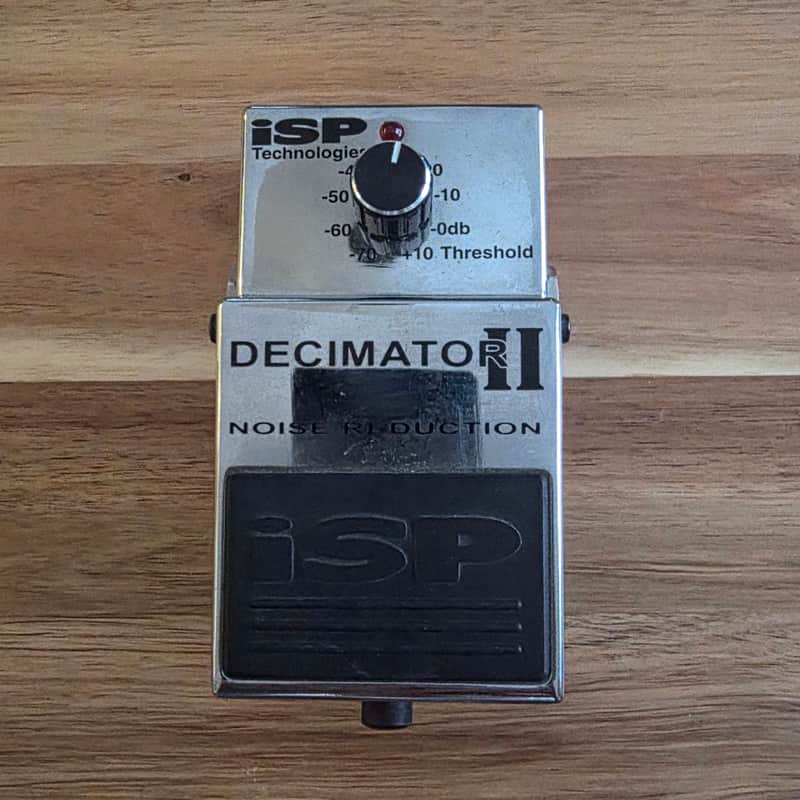 iSP
Technologies
-50
-10
-60
-0db
-70
+10 Threshold
DECIMATOR II
NOISE REDUCTION
iSP